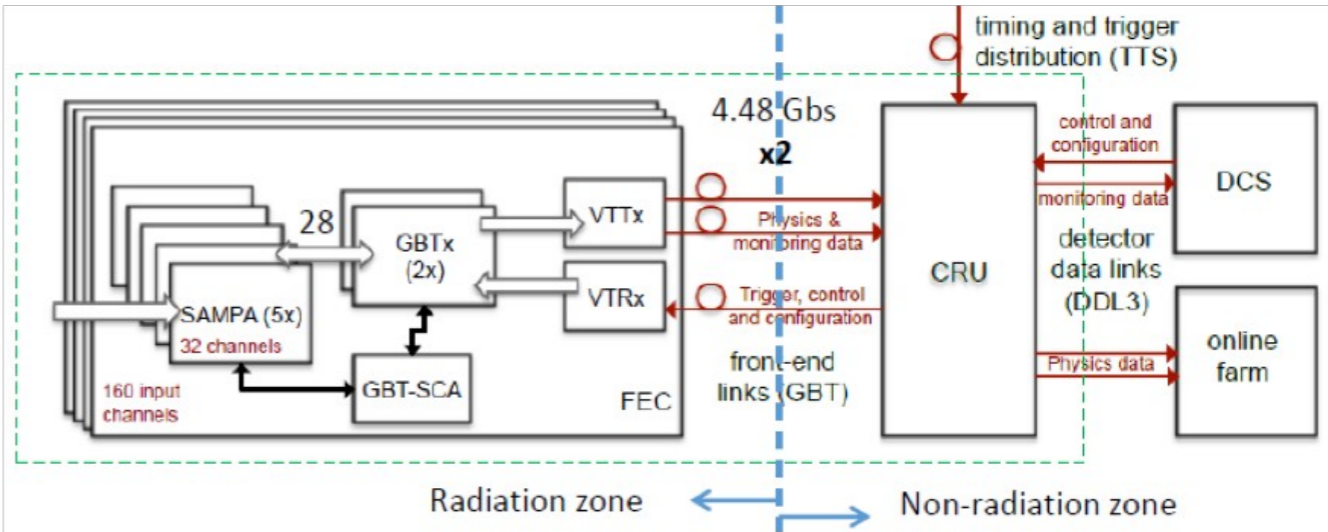 timing and trigger
distribution (TTS)
4.48 Gbs
x2
control and
configuration
monitoring data
DCS
28
GBTx
(2x)
VTTx
VTRx
Physics &
monitoring data
Trigger, control
and configuration
CRU
detector
data links
(DDL3)
SAMPA (5x)
32 channels
160 input
channels
GBT-SCA
FEC
front-end
links (GBT)
Physics data
online
farm
Radiation zone
Non-radiation zone